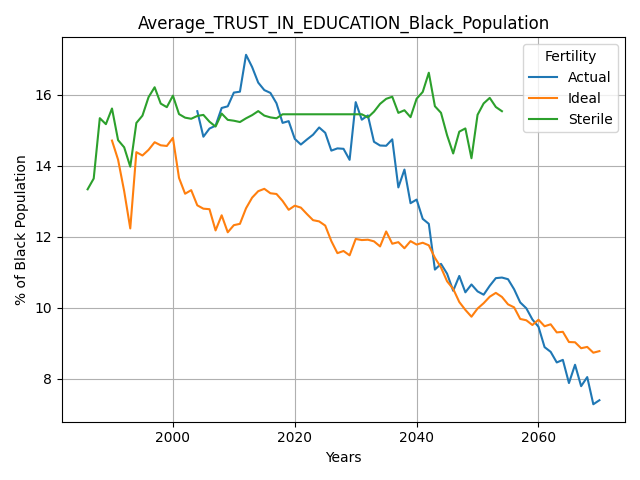 Average_TRUST_IN_EDUCATION_Black_Population
Fertility
Actual
Ideal
Sterile
% of Black Population
16
14
12
10
8
2000 2020 2040 2060
Years